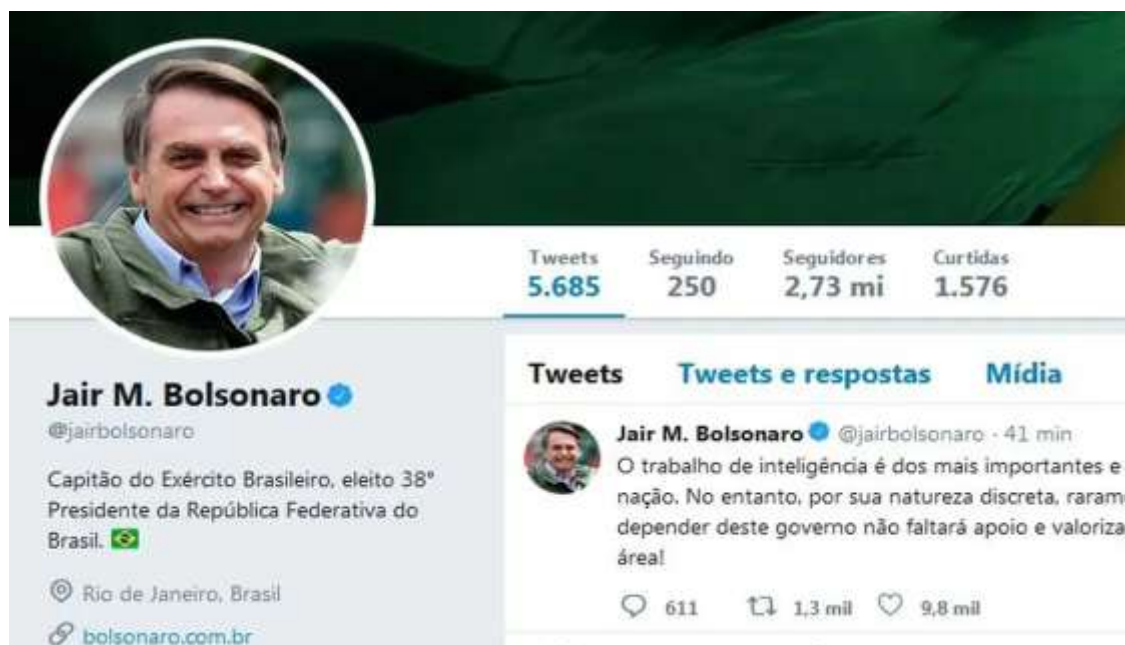 Tweets Seguindo Seguidores Curtidas
5.685 250 2,73 mi 1.576
Jair M. Bolsonaro
@jairbolsonaro
Capitão do Exército Brasileiro, eleito 38°
Presidente da República Federativa do
Brasil.
Rio de Janeiro, Brasil
bolsonaro.com.br
Tweets Tweets e respostas Mídia
Jair M. Bolsonaro @jairbolsonaro · 41 min
O trabalho de inteligência é dos mais importantes e
nação. No entanto, por sua natureza discreta, raram
depender deste governo não faltará apoio e valoriza
área!
611 1,3 mil 9,8 mil